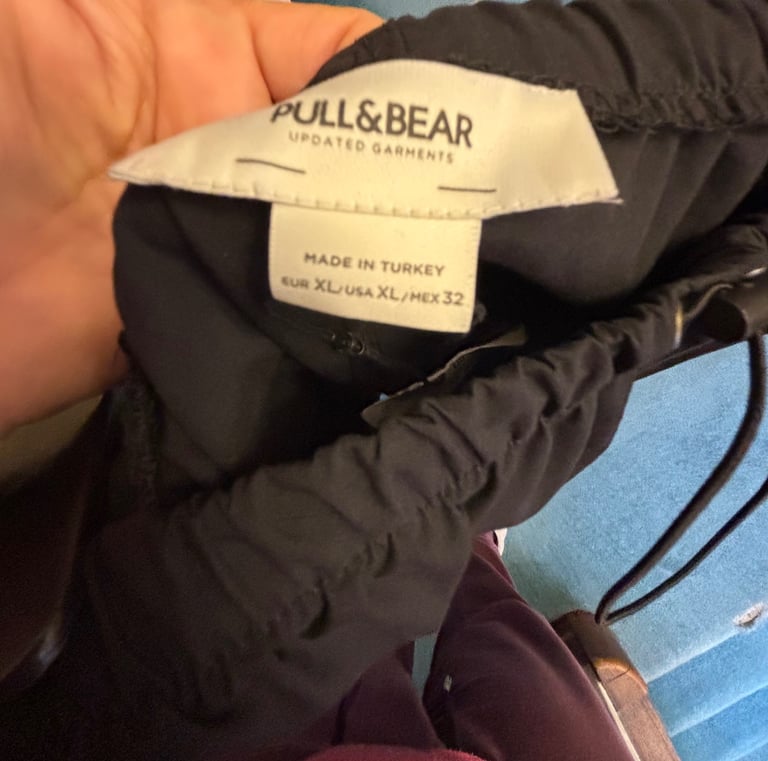 PULL&BEAR
UPDATED GARMENTS
MADE IN TURKEY
EUR XL/USA XL/MEX 32